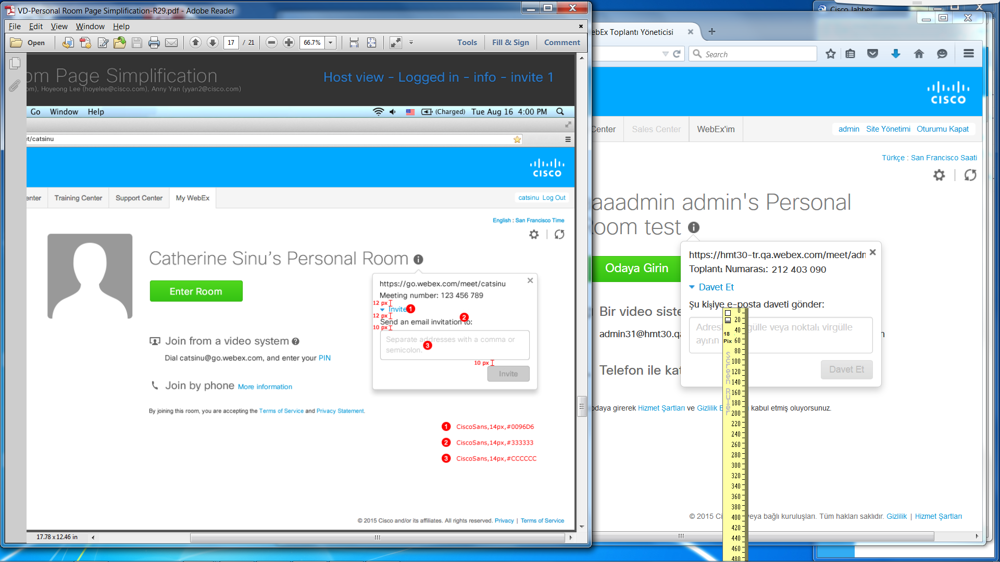 VD-Personal Room Page Simplification-R29.pdf - Adobe Reader
File Edit View Window Help
Open 17 / 21 66.7% Tools Fill & Sign Comment
om Page Simplification
Host view - Logged in - info - invite 1
om), Hoyeong Lee (hoyelee@cisco.com), Anny Yan (yyan2@cisco.com)
Go Window Help (Charged) Tue Aug 16 4:00 PM
et/catsinu
CISCO
enter Training Center Support Center My WebEx catsinu Log Out
English : San Francisco Time
Catherine Sinu's Personal Room
Enter Room
https://go.webex.com/meet/catsinu
Meeting number: 123 456 789
12 px
Invite 1
12 px
2
Send an email invitation to:
10 px
Separate addresses with a comma or
semicolon. 3
10 px
Invite
Join from a video system
Dial catsinu@go.webex.com, and enter your PIN
Join by phone More information
By joining this room, you are accepting the Terms of Service and Privacy Statement.
1 CiscoSans,14px,#0096D6
2 CiscoSans,14px,#333333
3 CiscoSans,14px,#CCCCCC
© 2015 Cisco and/or its affiliates. All rights reserved. Privacy | Terms of Service
17.78 x 12.46 in
Cisco Jabber
ebEx Toplantı Yöneticisi
Search
CISCO
Center Sales Center WebEx'im admin Site Yönetimi Oturumu Kapat
Türkçe : San Francisco Saati
aaadmin admin's Personal
Room test
Odaya Girin
https://hmt30-tr.qa.webex.com/meet/adm
Toplantı Numarası: 212 403 090
Davet Et
Şu kişiye e-posta daveti gönder:
Adresl gülle veya noktalı virgülle
ayırın
Davet Et
Bir video siste
admin31@hmt30.qa n
Telefon ile kat
odaya girerek Hizmet Şartları ve Gizlilik B kabul etmiş oluyorsunuz.
© 2015 Ci veya bağlı kuruluşları. Tüm hakları saklıdır. Gizlilik | Hizmet Şartları
18
Pix
Screen Ruler
0
20
40
60
80
100
120
140
160
180
200
220
240
260
280
300
320
340
360
380
400
420
440
460
480